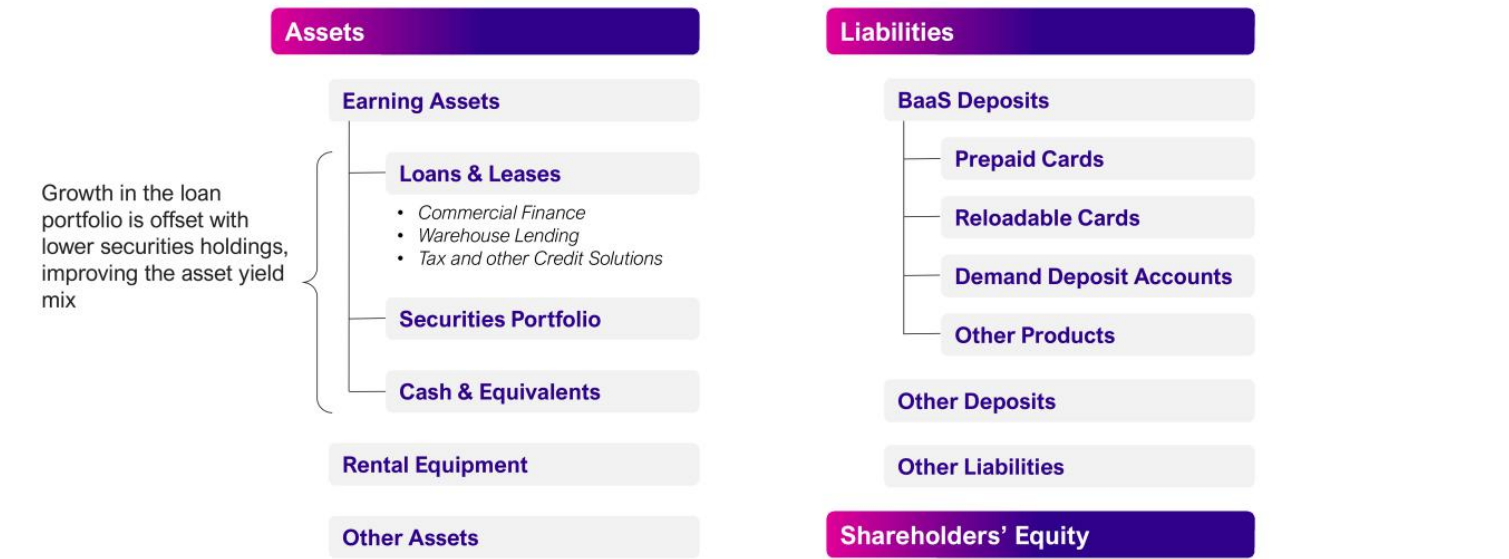 Assets
Earning Assets
Growth in the loan
portfolio is offset with
lower securities holdings,
improving the asset yield
mix
Loans & Leases
• Commercial Finance
• Warehouse Lending
• Tax and other Credit Solutions
Securities Portfolio
Cash & Equivalents
Rental Equipment
Other Assets
Liabilities
BaaS Deposits
Prepaid Cards
Reloadable Cards
Demand Deposit Accounts
Other Products
Other Deposits
Other Liabilities
Shareholders’ Equity